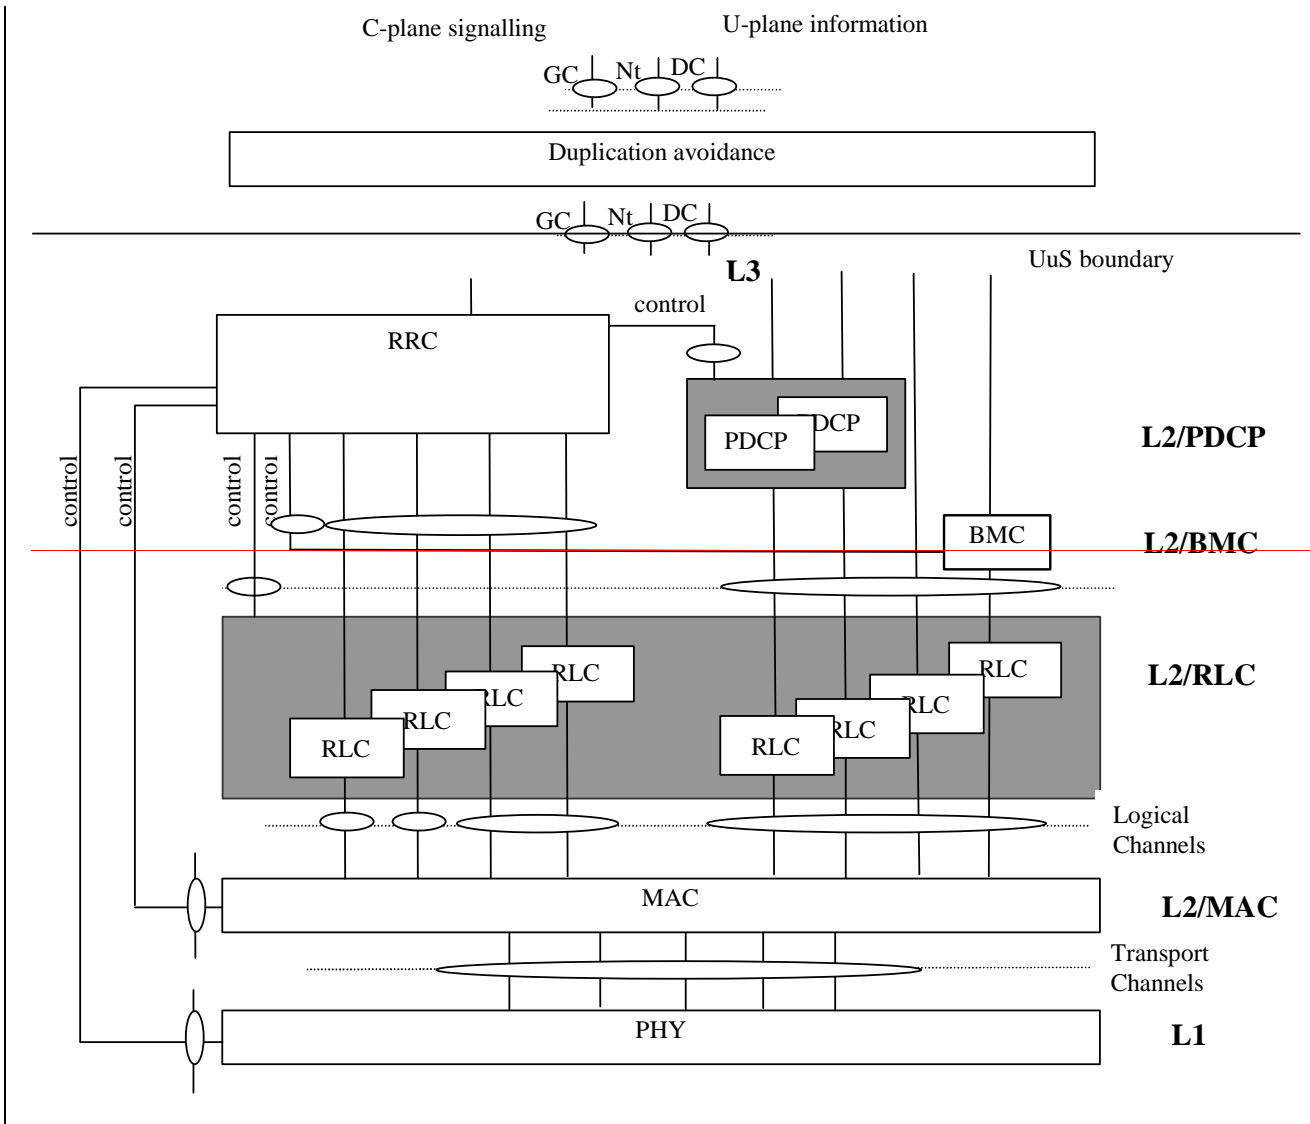 C-plane signalling
U-plane information
GC
Nt
DC
Duplication avoidance
GC
Nt
DC
UuS boundary
L3
control
RRC
PDCP
DCP
L2/PDCP
control
control
control
control
BMC
L2/BMC
RLC
RLC
RLC
RLC
RLC
RLC
RLC
RLC
L2/RLC
Logical
Channels
MAC
L2/MAC
Transport
Channels
PHY
L1